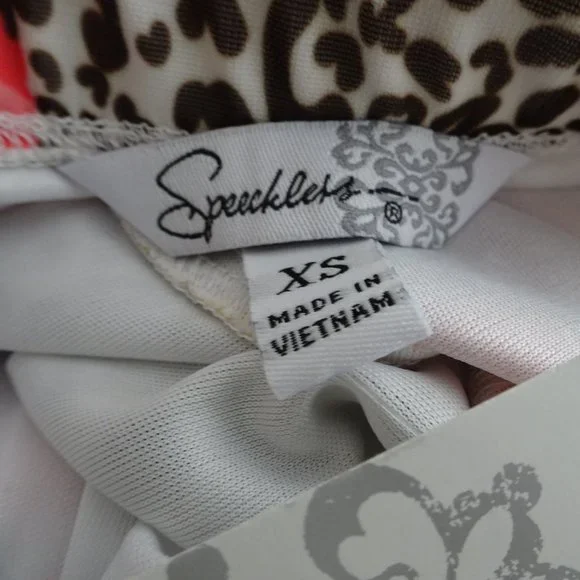 Speechless ®
XS
MADE IN
VIETNAM